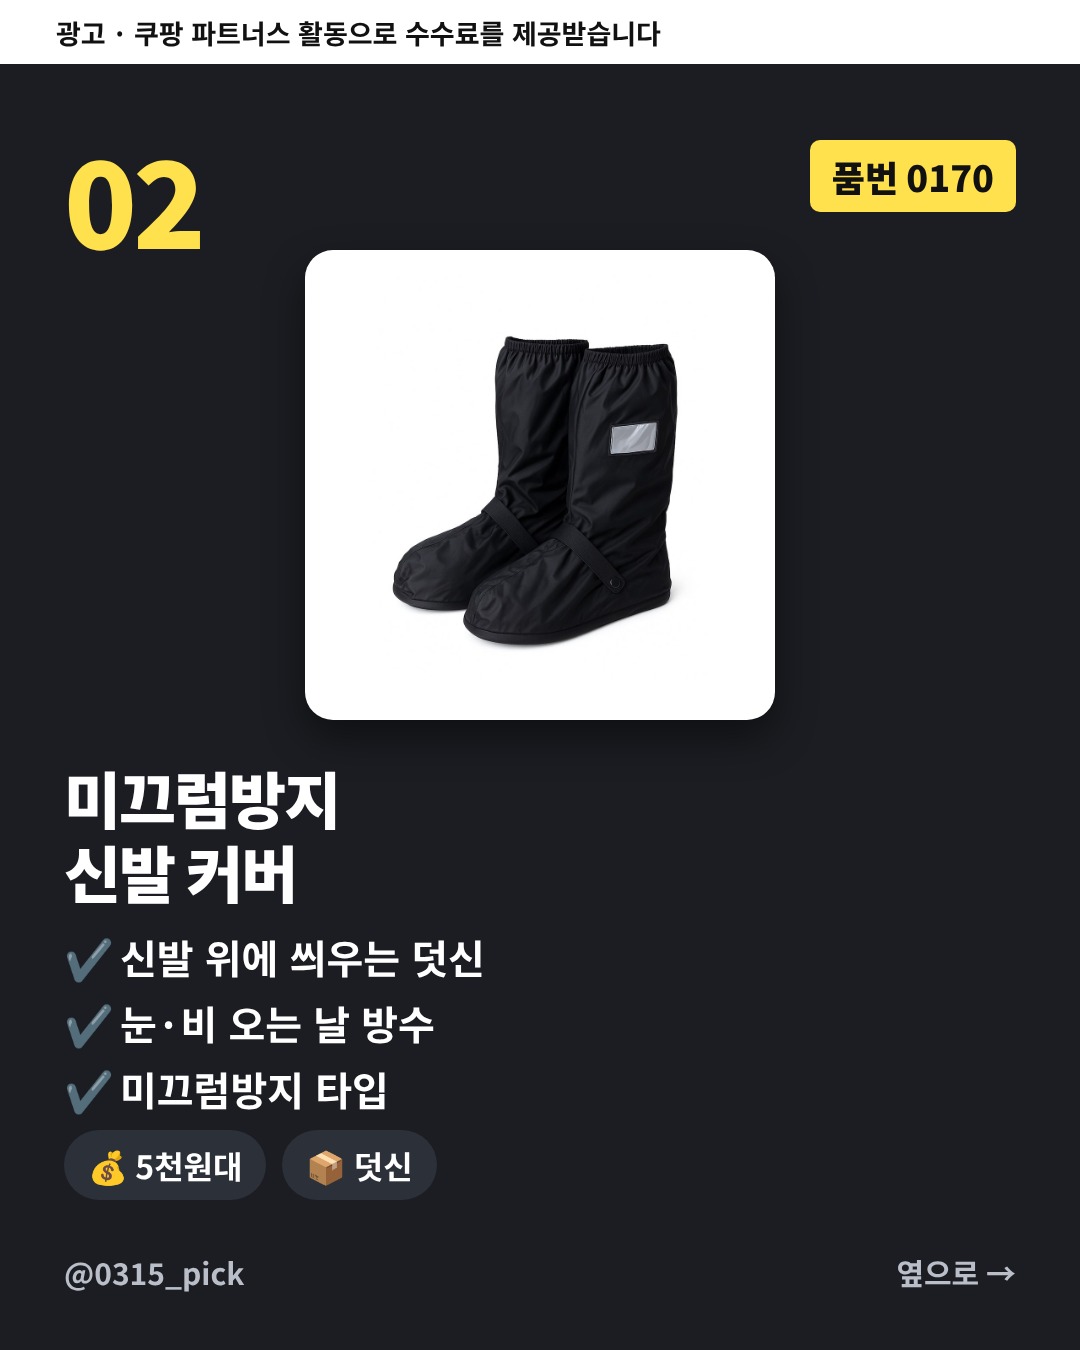 광고 · 쿠팡 파트너스 활동으로 수수료를 제공받습니다
02
품번 0170
미끄럼방지
신발 커버
✔️ 신발 위에 씌우는 덧신
✔️ 눈·비 오는 날 방수
✔️ 미끄럼방지 타입
💰 5천원대
📦 덧신
@0315_pick
옆으로 →